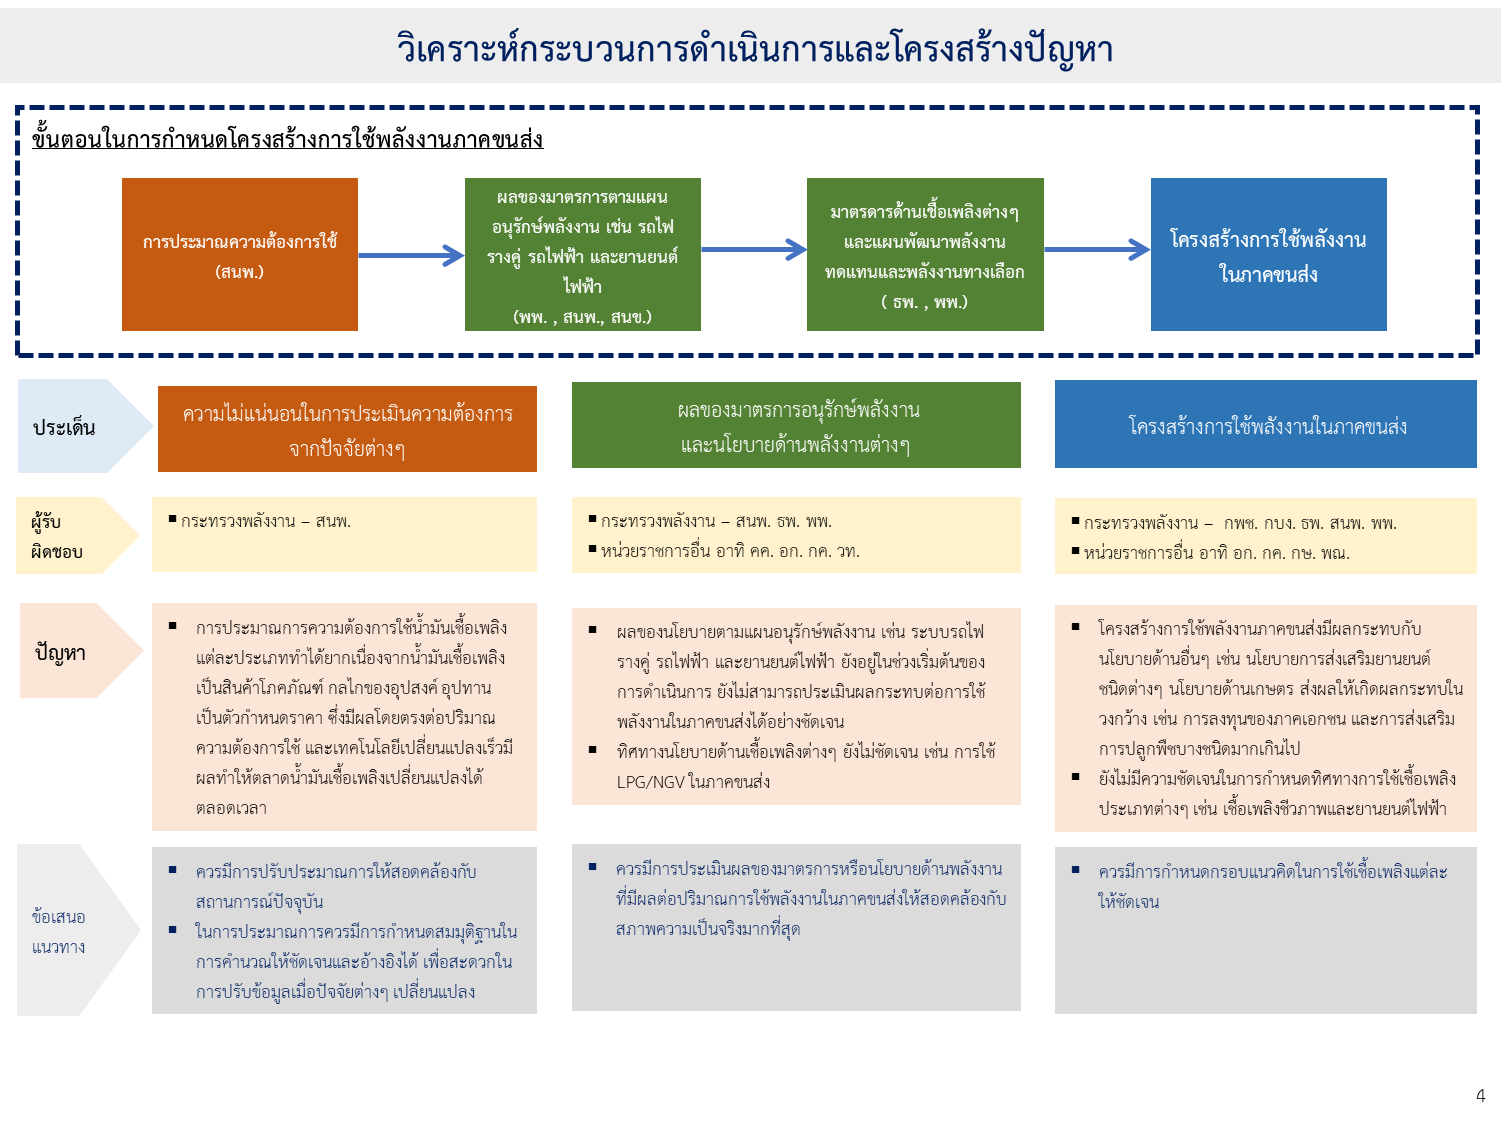 วิเคราะห์กระบวนการดำเนินการและโครงสร้างปัญหา
ขั้นตอนในการกำหนดโครงสร้างการใช้พลังงานภาคขนส่ง
การประมาณความต้องการใช้
(สนพ.)
ผลของมาตรการตามแผน
อนุรักษ์พลังงาน เช่น รถไฟ
รางคู่ รถไฟฟ้า และยานยนต์
ไฟฟ้า
(พพ. , สนพ., สนข.)
มาตรดารด้านเชื้อเพลิงต่างๆ
และแผนพัฒนาพลังงาน
ทดแทนและพลังงานทางเลือก
( ธพ. , พพ.)
โครงสร้างการใช้พลังงาน
ในภาคขนส่ง
ประเด็น
ความไม่แน่นอนในการประเมินความต้องการ
จากปัจจัยต่างๆ
ผลของมาตรการอนุรักษ์พลังงาน
และนโยบายด้านพลังงานต่างๆ
โครงสร้างการใช้พลังงานในภาคขนส่ง
ผู้รับ
ผิดชอบ
▪ กระทรวงพลังงาน – สนพ.
▪ กระทรวงพลังงาน – สนพ. ธพ. พพ.
▪ หน่วยราชการอื่น อาทิ คค. อก. กค. วท.
▪ กระทรวงพลังงาน – กพช. กบง. ธพ. สนพ. พพ.
▪ หน่วยราชการอื่น อาทิ อก. กค. กษ. พณ.
ปัญหา
▪ การประมาณการความต้องการใช้น้ำมันเชื้อเพลิง
แต่ละประเภททำได้ยากเนื่องจากน้ำมันเชื้อเพลิง
เป็นสินค้าโภคภัณฑ์ กลไกของอุปสงค์ อุปทาน
เป็นตัวกำหนดราคา ซึ่งมีผลโดยตรงต่อปริมาณ
ความต้องการใช้ และเทคโนโลยีเปลี่ยนแปลงเร็วมี
ผลทำให้ตลาดน้ำมันเชื้อเพลิงเปลี่ยนแปลงได้
ตลอดเวลา
▪ ผลของนโยบายตามแผนอนุรักษ์พลังงาน เช่น ระบบรถไฟ
รางคู่ รถไฟฟ้า และยานยนต์ไฟฟ้า ยังอยู่ในช่วงเริ่มต้นของ
การดำเนินการ ยังไม่สามารถประเมินผลกระทบต่อการใช้
พลังงานในภาคขนส่งได้อย่างชัดเจน
▪ ทิศทางนโยบายด้านเชื้อเพลิงต่างๆ ยังไม่ชัดเจน เช่น การใช้
LPG/NGV ในภาคขนส่ง
▪ โครงสร้างการใช้พลังงานภาคขนส่งมีผลกระทบกับ
นโยบายด้านอื่นๆ เช่น นโยบายการส่งเสริมยานยนต์
ชนิดต่างๆ นโยบายด้านเกษตร ส่งผลให้เกิดผลกระทบใน
วงกว้าง เช่น การลงทุนของภาคเอกชน และการส่งเสริม
การปลูกพืชบางชนิดมากเกินไป
▪ ยังไม่มีความชัดเจนในการกำหนดทิศทางการใช้เชื้อเพลิง
ประเภทต่างๆ เช่น เชื้อเพลิงชีวภาพและยานยนต์ไฟฟ้า
ข้อเสนอ
แนวทาง
▪ ควรมีการปรับประมาณการให้สอดคล้องกับ
สถานการณ์ปัจจุบัน
▪ ในการประมาณการควรมีการกำหนดสมมุติฐานใน
การคำนวณให้ชัดเจนและอ้างอิงได้ เพื่อสะดวกใน
การปรับข้อมูลเมื่อปัจจัยต่างๆ เปลี่ยนแปลง
▪ ควรมีการประเมินผลของมาตรการหรือนโยบายด้านพลังงาน
ที่มีผลต่อปริมาณการใช้พลังงานในภาคขนส่งให้สอดคล้องกับ
สภาพความเป็นจริงมากที่สุด
▪ ควรมีการกำหนดกรอบแนวคิดในการใช้เชื้อเพลิงแต่ละ
ให้ชัดเจน
4